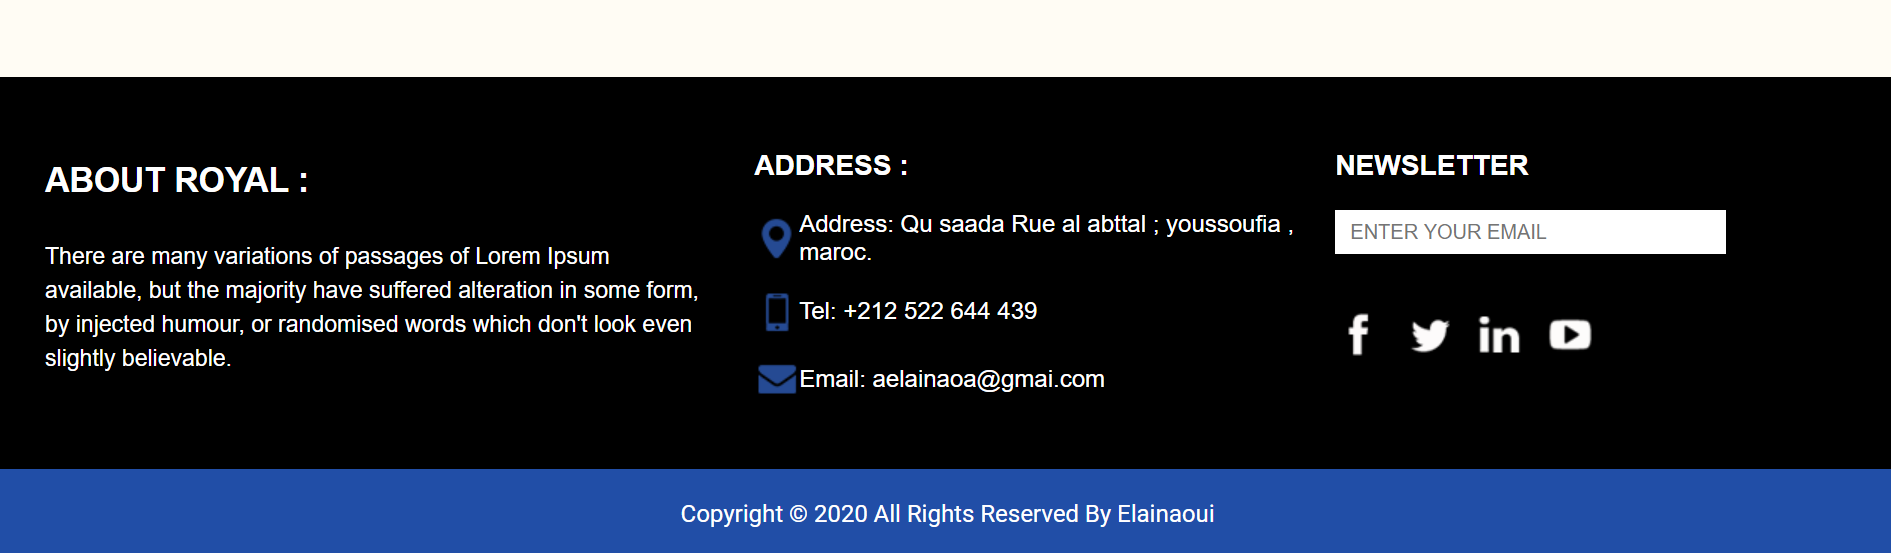 ABOUT ROYAL :
There are many variations of passages of Lorem Ipsum
available, but the majority have suffered alteration in some form,
by injected humour, or randomised words which don't look even
slightly believable.
ADDRESS :
Address: Qu saada Rue al abttal ; youssoufia ,
maroc.
Tel: +212 522 644 439
Email: aelainaoa@gmai.com
NEWSLETTER
ENTER YOUR EMAIL
Copyright © 2020 All Rights Reserved By Elainaoui